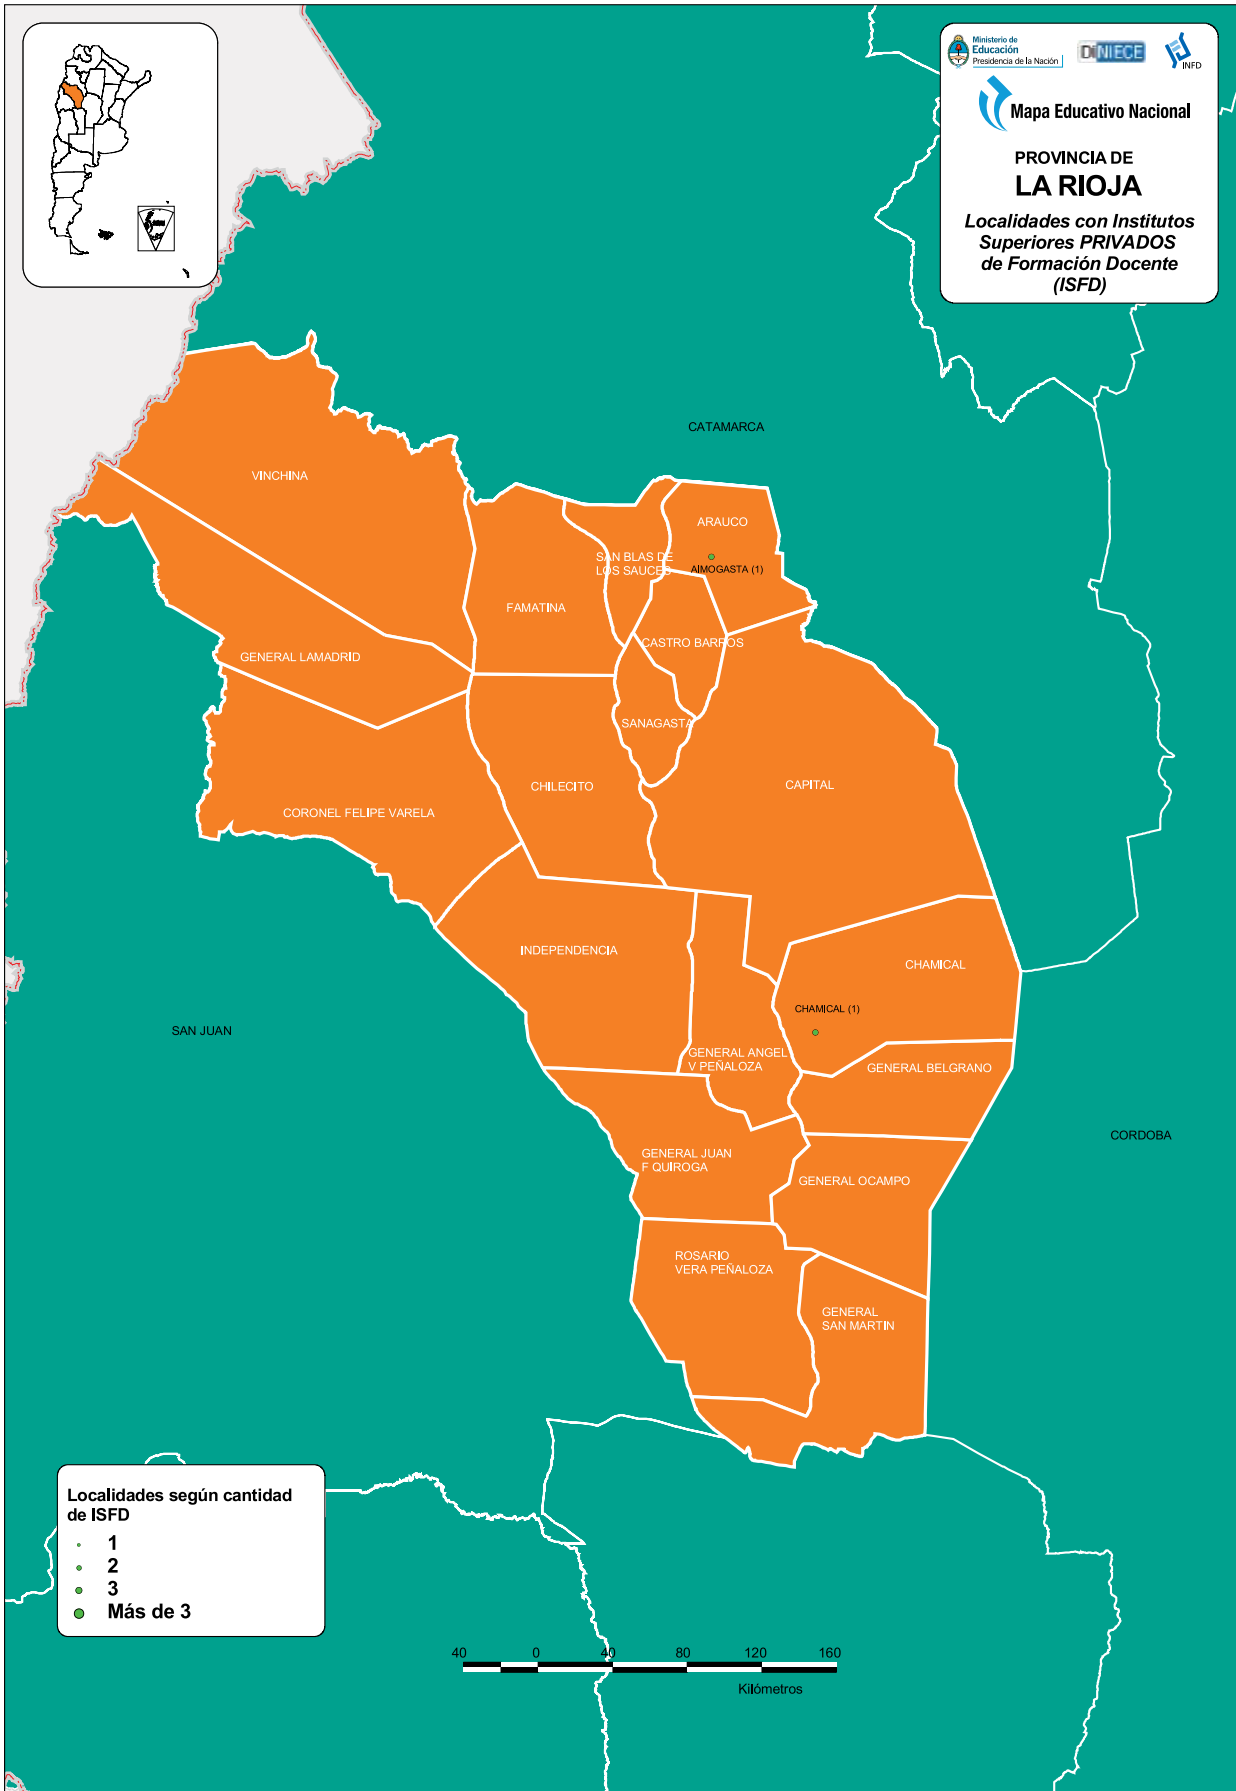 Ministerio de
Educación
Presidencia de la Nación
DINIECE
INFD
Mapa Educativo Nacional
PROVINCIA DE
LA RIOJA
Localidades con Institutos
Superiores PRIVADOS
de Formación Docente
(ISFD)
CATAMARCA
VINCHINA
ARAUCO
SAN BLAS DE
LOS SAUCES
AIMOGASTA (1)
FAMATINA
CASTRO BARROS
GENERAL LAMADRID
SANAGASTA
CHILECITO
CAPITAL
CORONEL FELIPE VARELA
INDEPENDENCIA
CHAMICAL
CHAMICAL (1)
SAN JUAN
GENERAL ANGEL
V PEÑALOZA
GENERAL BELGRANO
CORDOBA
GENERAL JUAN
F QUIROGA
GENERAL OCAMPO
ROSARIO
VERA PEÑALOZA
GENERAL
SAN MARTIN
Localidades según cantidad
de ISFD
1
2
3
Más de 3
40 0 40 80 120 160
Kilómetros